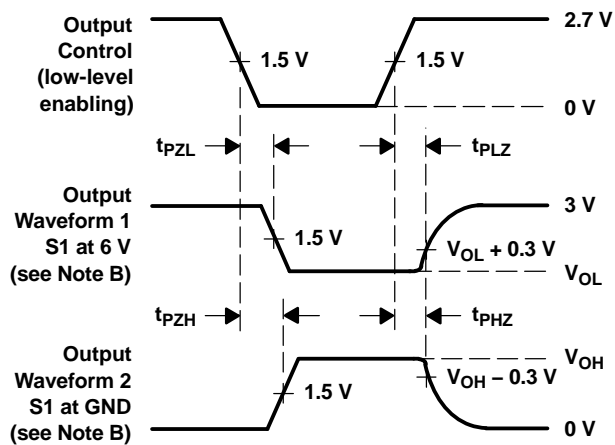 Output
Control
(low-level
enabling)
1.5 V
1.5 V
2.7 V
0 V
tPZL
tPLZ
Output
Waveform 1
S1 at 6 V
(see Note B)
1.5 V
3 V
VOL + 0.3 V
VOL
tPZH
tPHZ
Output
Waveform 2
S1 at GND
(see Note B)
1.5 V
VOH
VOH – 0.3 V
0 V